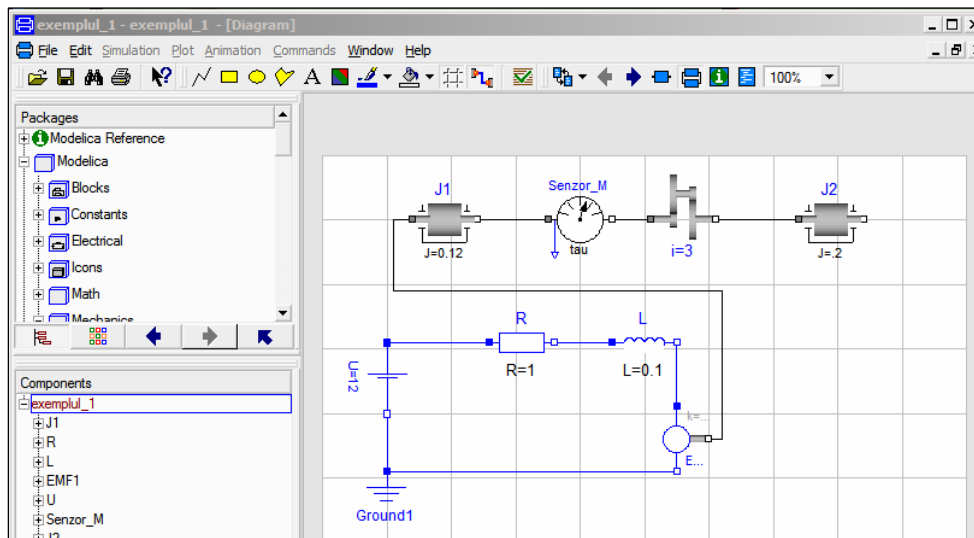 exemplul_1 - exemplul_1 - [Diagram]
File Edit Simulation Plot Animation Commands Window Help
A 100%
Packages
Modelica Reference
Modelica
Blocks
Constants
Electrical
Icons
Math
Mechanics
Components
exemplul_1
J1
R
L
EMF1
U
Senzor_M
J2
J1
J=0.12
Senzor_M
tau
i=3
J2
J=.2
R
R=1
L
L=0.1
U=12
k=...
E...
Ground1